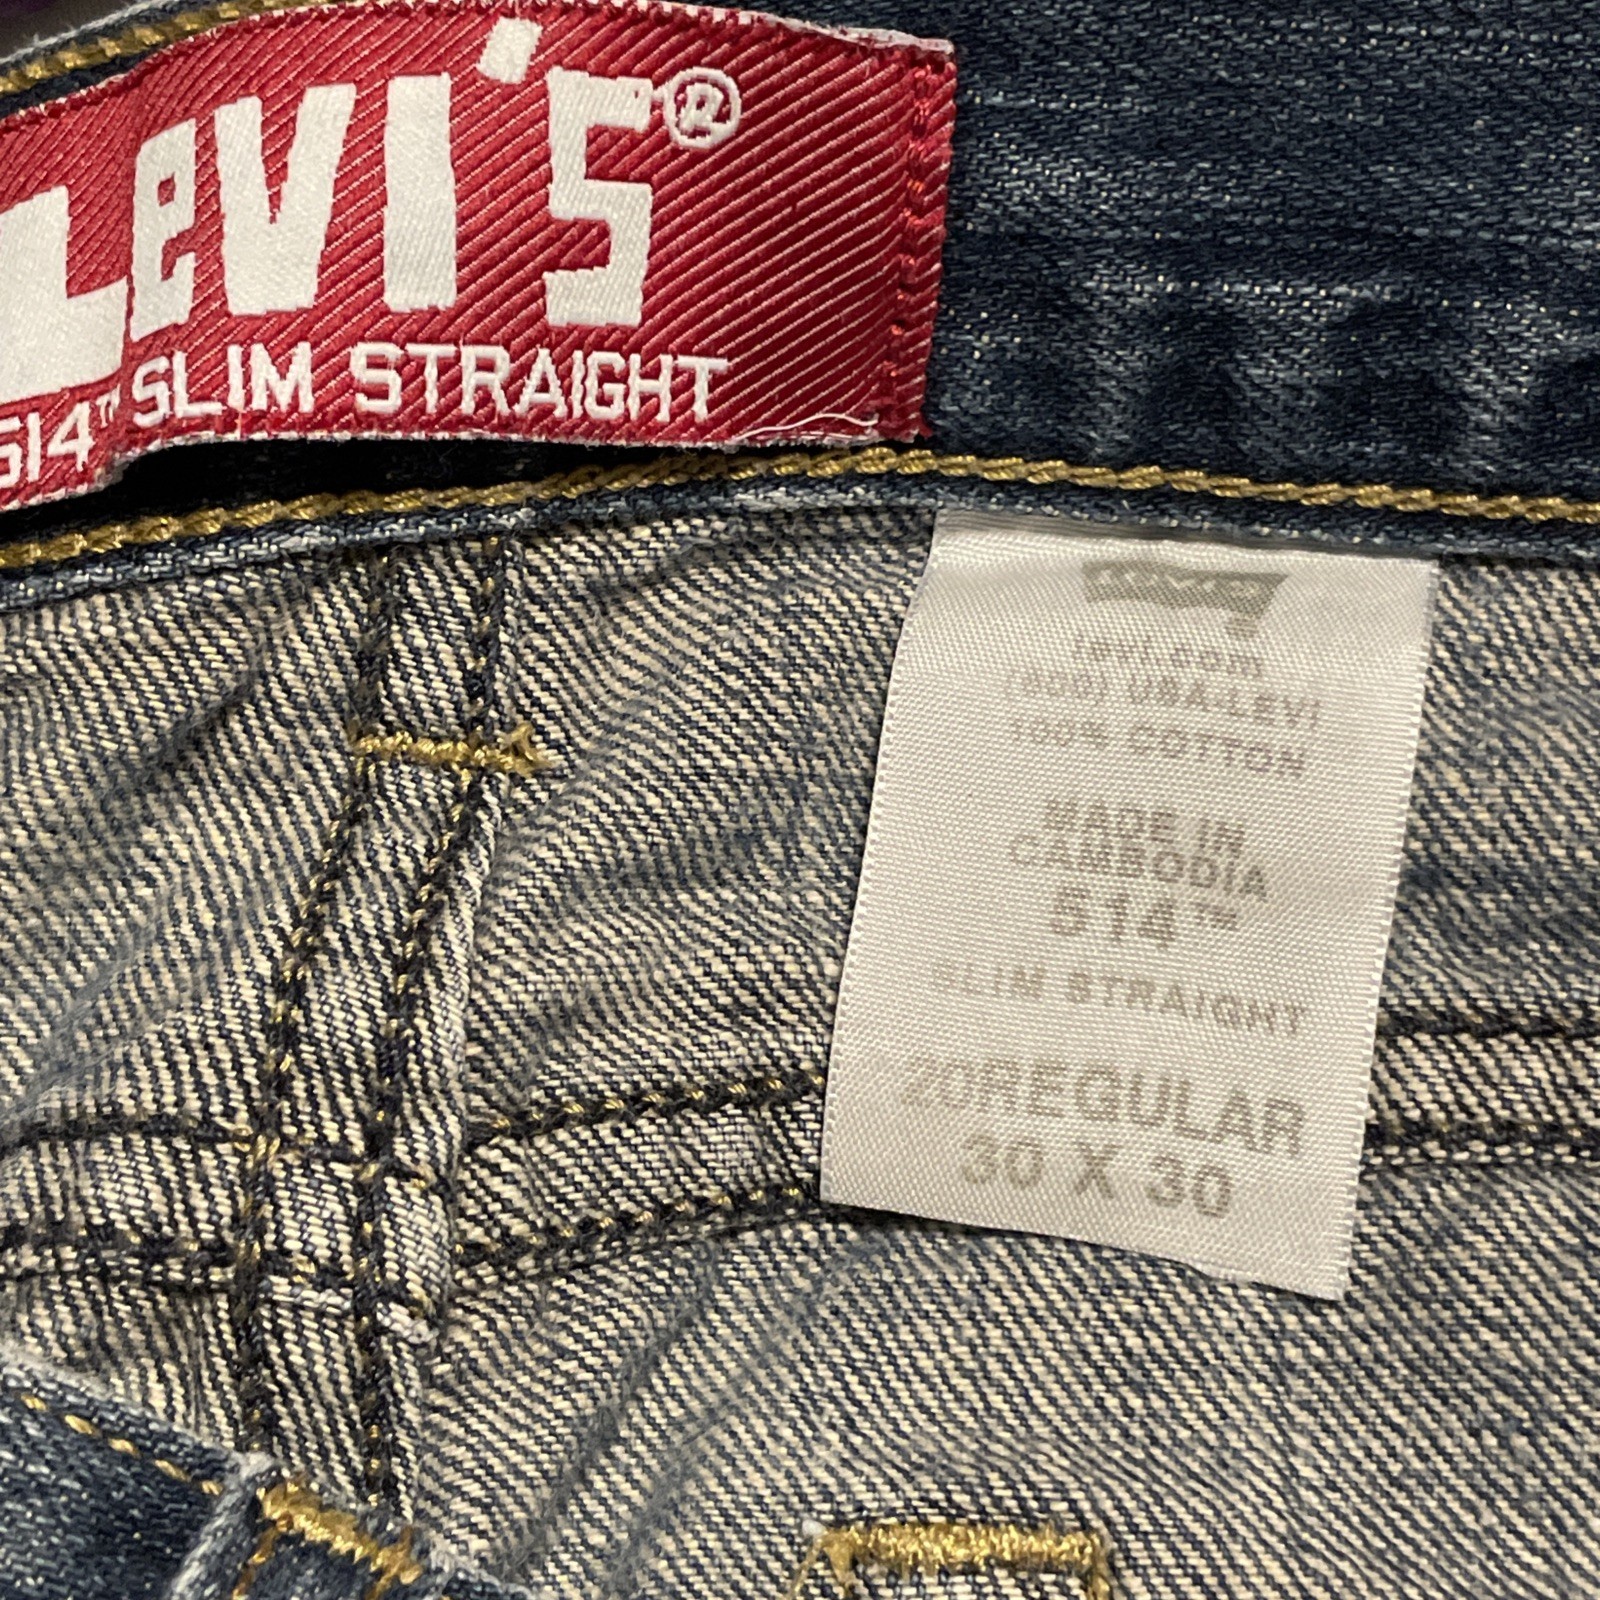 LeVI'S®
514™ SLIM STRAIGHT
LEVI'S
levi.com
(800) USA-LEVI
100% COTTON
MADE IN
CAMBODIA
514™
SLIM STRAIGHT
20REGULAR
30 X 30